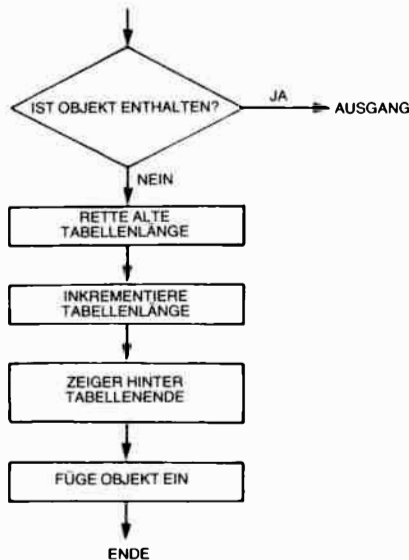 IST OBJEKT ENTHALTEN?
JA
AUSGANG
NEIN
RETTE ALTE
TABELLENLÄNGE
INKREMENTIERE
TABELLENLÄNGE
ZEIGER HINTER
TABELLENENDE
FÜGE OBJEKT EIN
ENDE